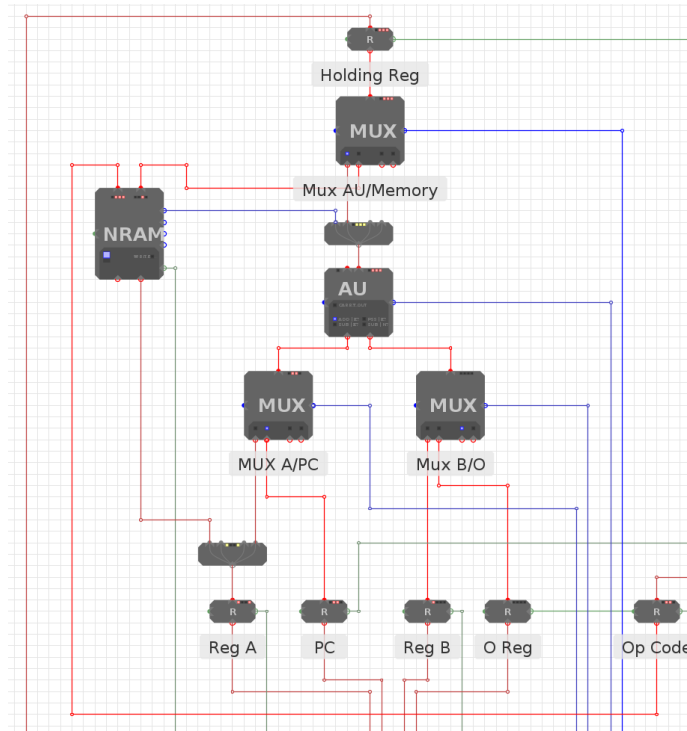 R
Holding Reg
MUX
Mux AU/Memory
NRAM
AU
MUX
MUX
MUX A/PC
Mux B/O
R
R
R
R
R
Reg A
PC
Reg B
O Reg
Op Code